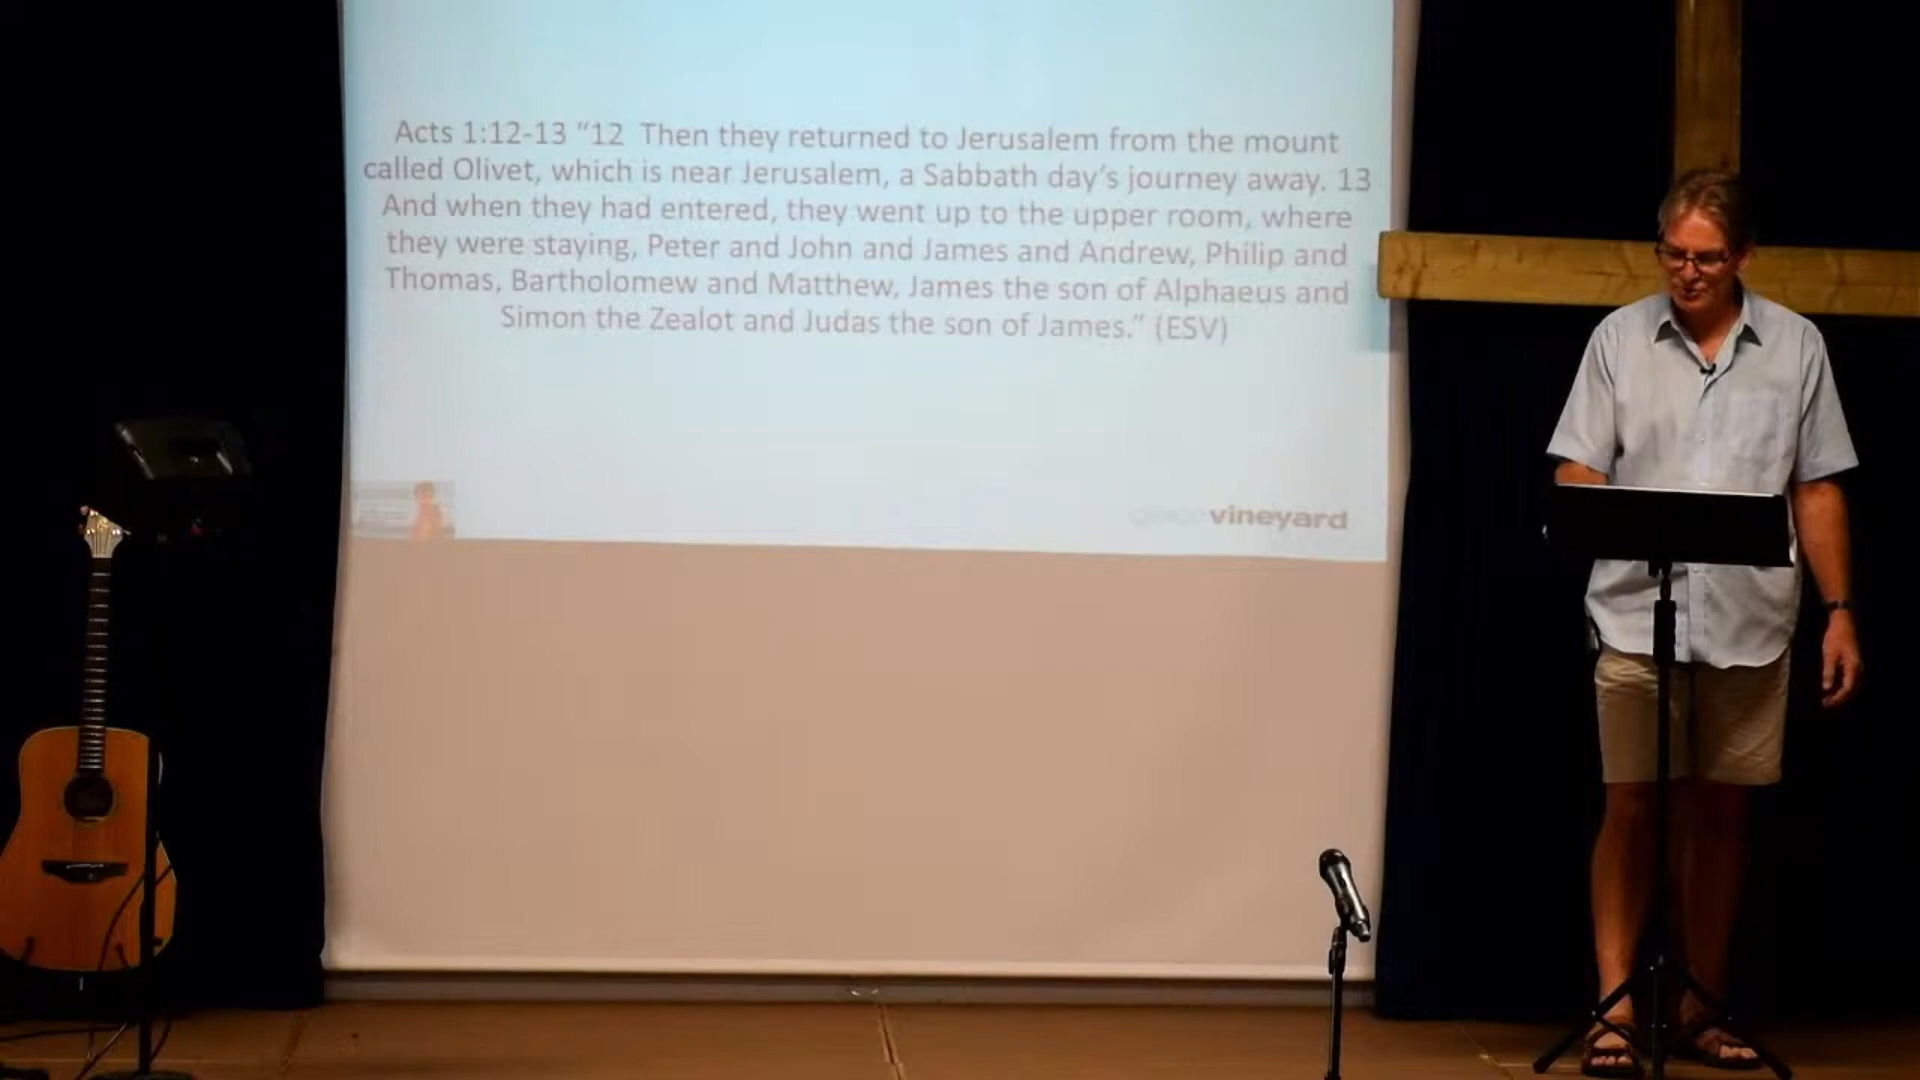 Acts 1:12-13 “12  Then they returned to Jerusalem from the mount
called Olivet, which is near Jerusalem, a Sabbath day’s journey away. 13
And when they had entered, they went up to the upper room, where
they were staying, Peter and John and James and Andrew, Philip and
Thomas, Bartholomew and Matthew, James the son of Alphaeus and
Simon the Zealot and Judas the son of James.” (ESV)
vineyard